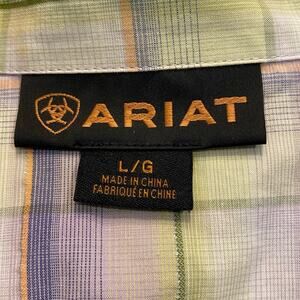 ARIAT
L/G
MADE IN CHINA
FABRIQUÉ EN CHINE